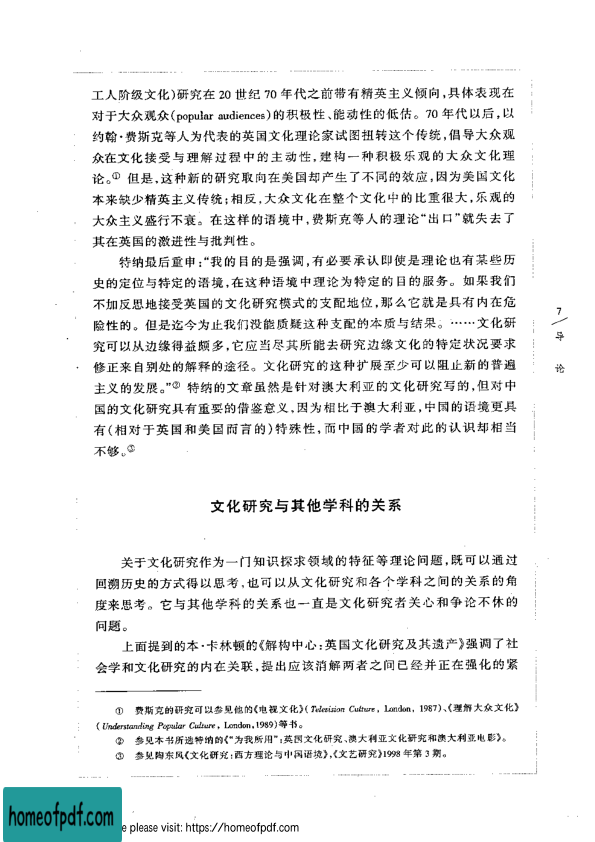 工人阶级文化)研究在 20 世纪 70 年代之前带有精英主义倾向,具体表现在
对于大众观众(popular audiences)的积极性、能动性的低估。70 年代以后,以
约翰·费斯克等人为代表的英国文化理论家试图扭转这个传统,倡导大众观
众在文化接受与理解过程中的主动性,建构一种积极乐观的大众文化理
论。① 但是,这种新的研究取向在美国却产生了不同的效应,因为美国文化
本来缺少精英主义传统;相反,大众文化在整个文化中的比重很大,乐观的
大众主义盛行不衰。在这样的语境中,费斯克等人的理论“出口”就失去了
其在英国的激进性与批判性。
特纳最后重申:“我的目的是强调,有必要承认即使是理论也有某些历
史的定位与特定的语境,在这种语境中理论为特定的目的服务。如果我们
不加反思地接受英国的文化研究模式的支配地位,那么它就是具有内在危
险性的。但是迄今为止我们没能质疑这种支配的本质与结果。……文化研
究可以从边缘得益颇多,它应当尽其所能去研究边缘文化的特定状况要求
修正来自别处的解释的途径。文化研究的这种扩展至少可以阻止新的普遍
主义的发展。”② 特纳的文章虽然是针对澳大利亚的文化研究写的,但对中
国的文化研究具有重要的借鉴意义,因为相比于澳大利亚,中国的语境更具
有(相对于英国和美国而言的)特殊性,而中国的学者对此的认识却相当
不够。③
7
导
论
文化研究与其他学科的关系
关于文化研究作为一门知识探求领域的特征等理论问题,既可以通过
回溯历史的方式得以思考,也可以从文化研究和各个学科之间的关系的角
度来思考。它与其他学科的关系也一直是文化研究者关心和争论不休的
问题。
上面提到的本·卡林顿的《解构中心:英国文化研究及其遗产》强调了社
会学和文化研究的内在关联,提出应该消解两者之间已经并正在强化的紧
① 费斯克的研究可以参见他的《电视文化》(Television Culture, London, 1987)、《理解大众文化》
(Understanding Popular Culture, London,1989)等书。
② 参见本书所选特纳的《“为我所用”:英国文化研究、澳大利亚文化研究和澳大利亚电影》。
③ 参见陶东风《文化研究:西方理论与中国语境》,《文艺研究》1998 年第 3 期。
homeofpdf.com
e please visit: https://homeofpdf.com